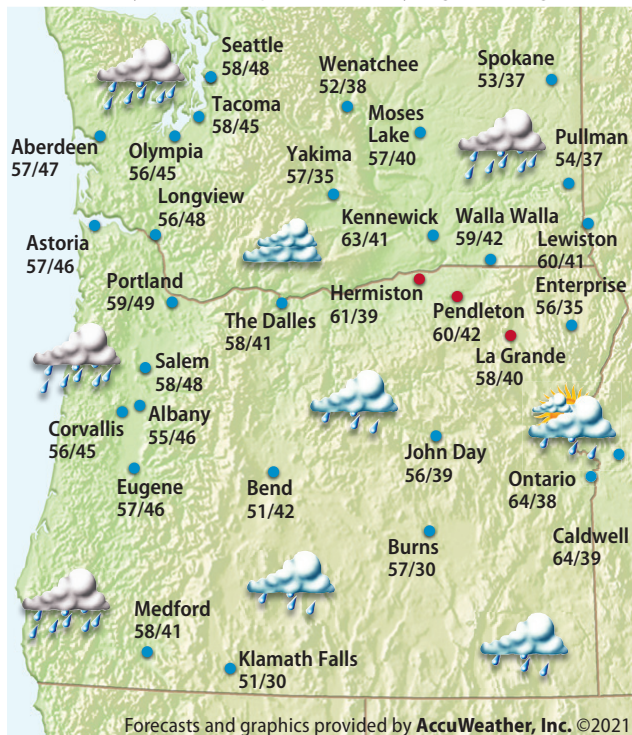 Seattle
58/48
Tacoma
58/45
Aberdeen
57/47
Olympia
56/45
Wenatchee
52/38
Moses
Lake
57/40
Spokane
53/37
Pullman
54/37
Yakima
57/35
Longview
56/48
Astoria
57/46
Kennewick
63/41
Walla Walla
59/42
Lewiston
60/41
Portland
59/49
The Dalles
58/41
Hermiston
61/39
Pendleton
60/42
Enterprise
56/35
La Grande
58/40
Salem
58/48
Albany
55/46
Corvallis
56/45
Eugene
57/46
Bend
51/42
John Day
56/39
Ontario
64/38
Burns
57/30
Caldwell
64/39
Medford
58/41
Klamath Falls
51/30
Forecasts and graphics provided by AccuWeather, Inc. ©2021